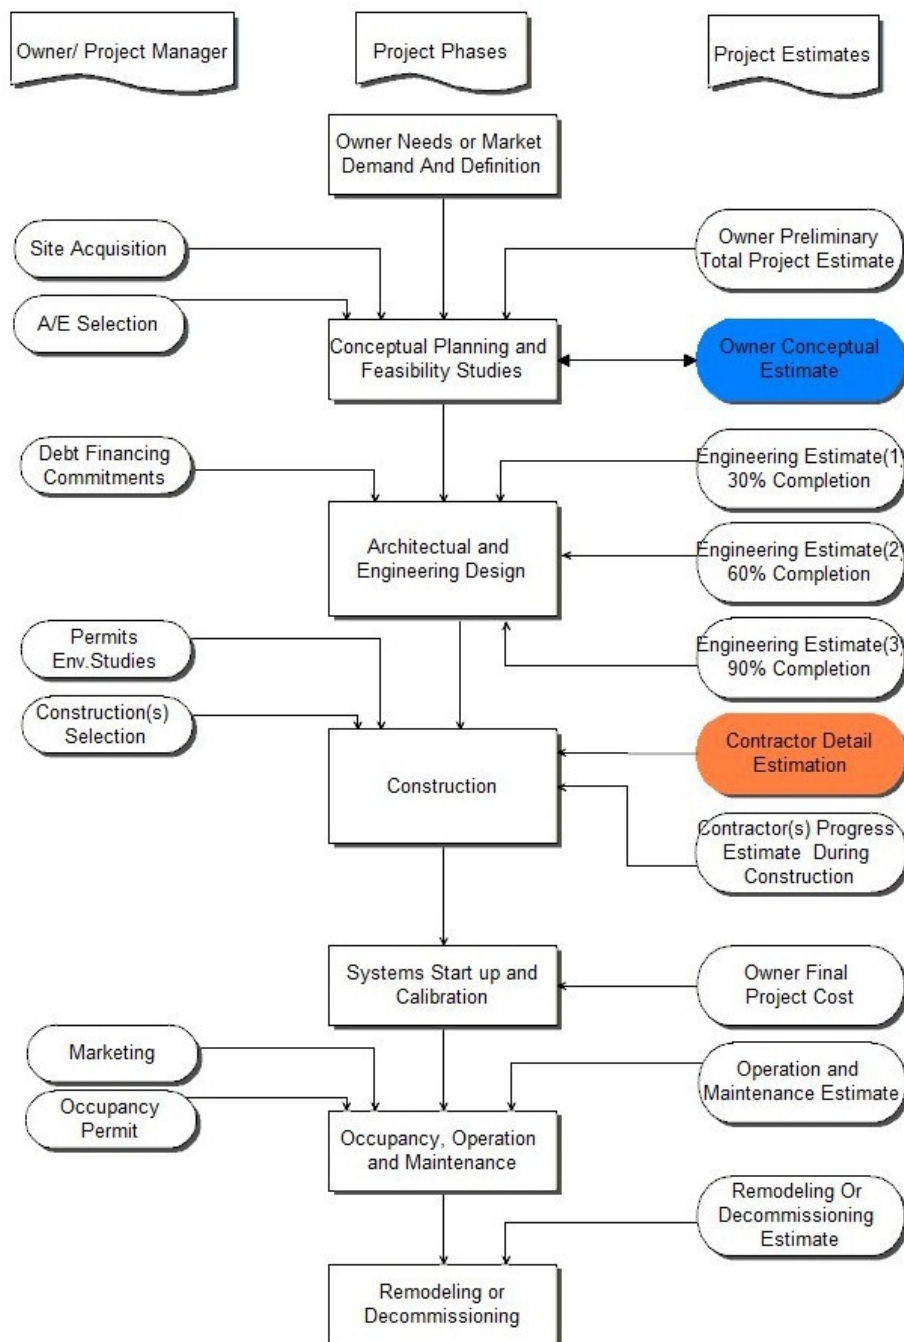 Owner/ Project Manager
Project Phases
Project Estimates
Owner Needs or Market
Demand And Definition
Site Acquisition
Owner Preliminary
Total Project Estimate
A/E Selection
Conceptual Planning and
Feasibility Studies
Owner Conceptual
Estimate
Debt Financing
Commitments
Engineering Estimate(1)
30% Completion
Architectual and
Engineering Design
Engineering Estimate(2)
60% Completion
Permits
Env.Studies
Engineering Estimate(3)
90% Completion
Construction(s)
Selection
Construction
Contractor Detail
Estimation
Contractor(s) Progress
Estimate During
Construction
Systems Start up and
Calibration
Owner Final
Project Cost
Marketing
Operation and
Maintenance Estimate
Occupancy
Permit
Occupancy, Operation
and Maintenance
Remodeling Or
Decommissioning
Estimate
Remodeling or
Decommissioning